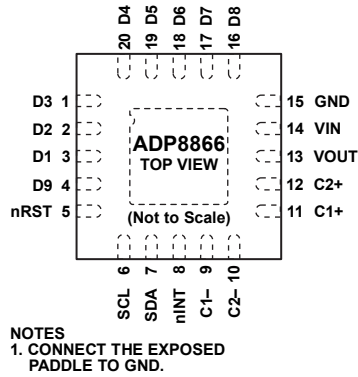 20 D4
19 D5
18 D6
17 D7
16 D8
D3 1
D2 2
D1 3
D9 4
nRST 5
ADP8866
TOP VIEW
(Not to Scale)
15 GND
14 VIN
13 VOUT
12 C2+
11 C1+
SCL 6
SDA 7
nINT 8
C1– 9
C2– 10
NOTES
1. CONNECT THE EXPOSED
PADDLE TO GND.